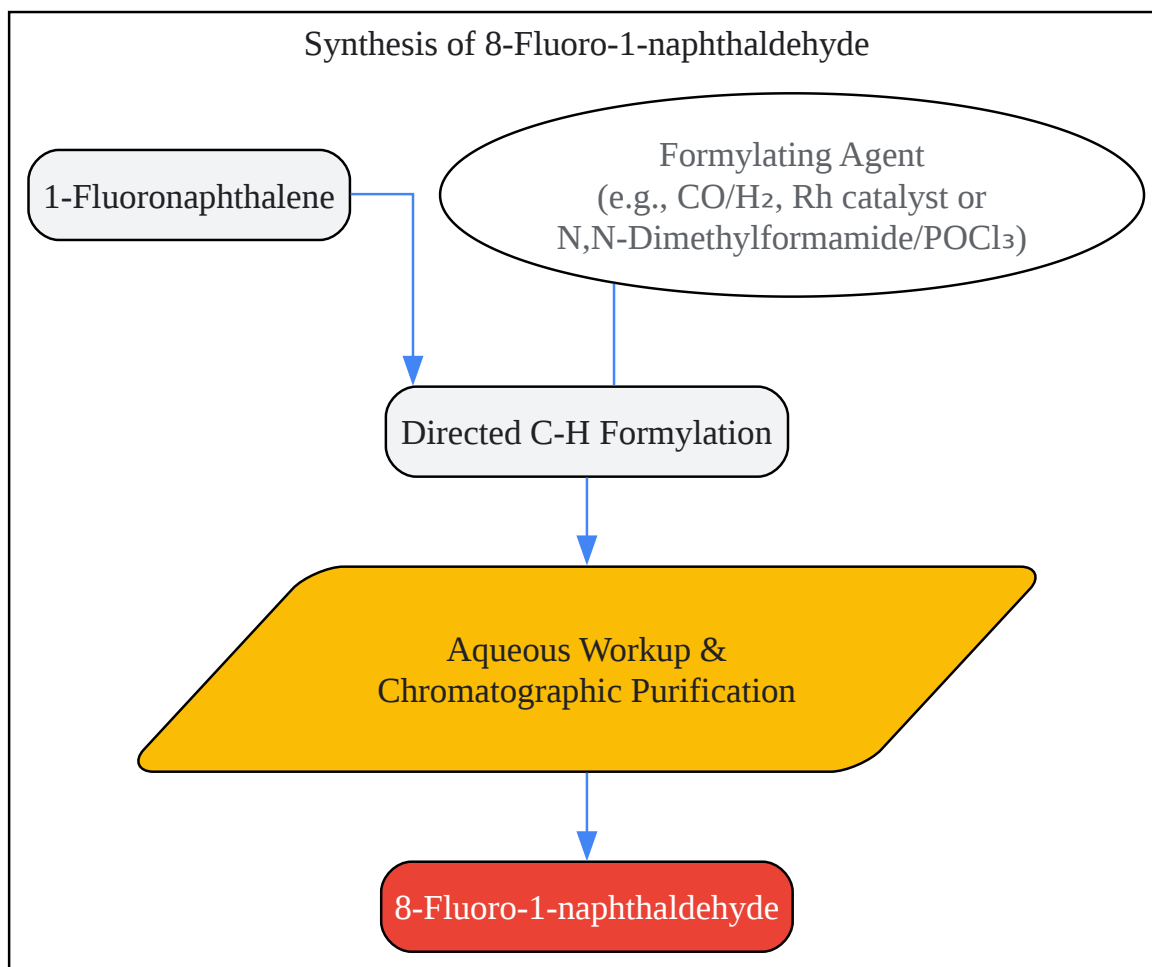 Synthesis of 8-Fluoro-1-naphthaldehyde
1-Fluoronaphthalene
Formylating Agent
(e.g., CO/H₂, Rh catalyst or
N,N-Dimethylformamide/POCl₃)
Directed C-H Formylation
Aqueous Workup &
Chromatographic Purification
8-Fluoro-1-naphthaldehyde